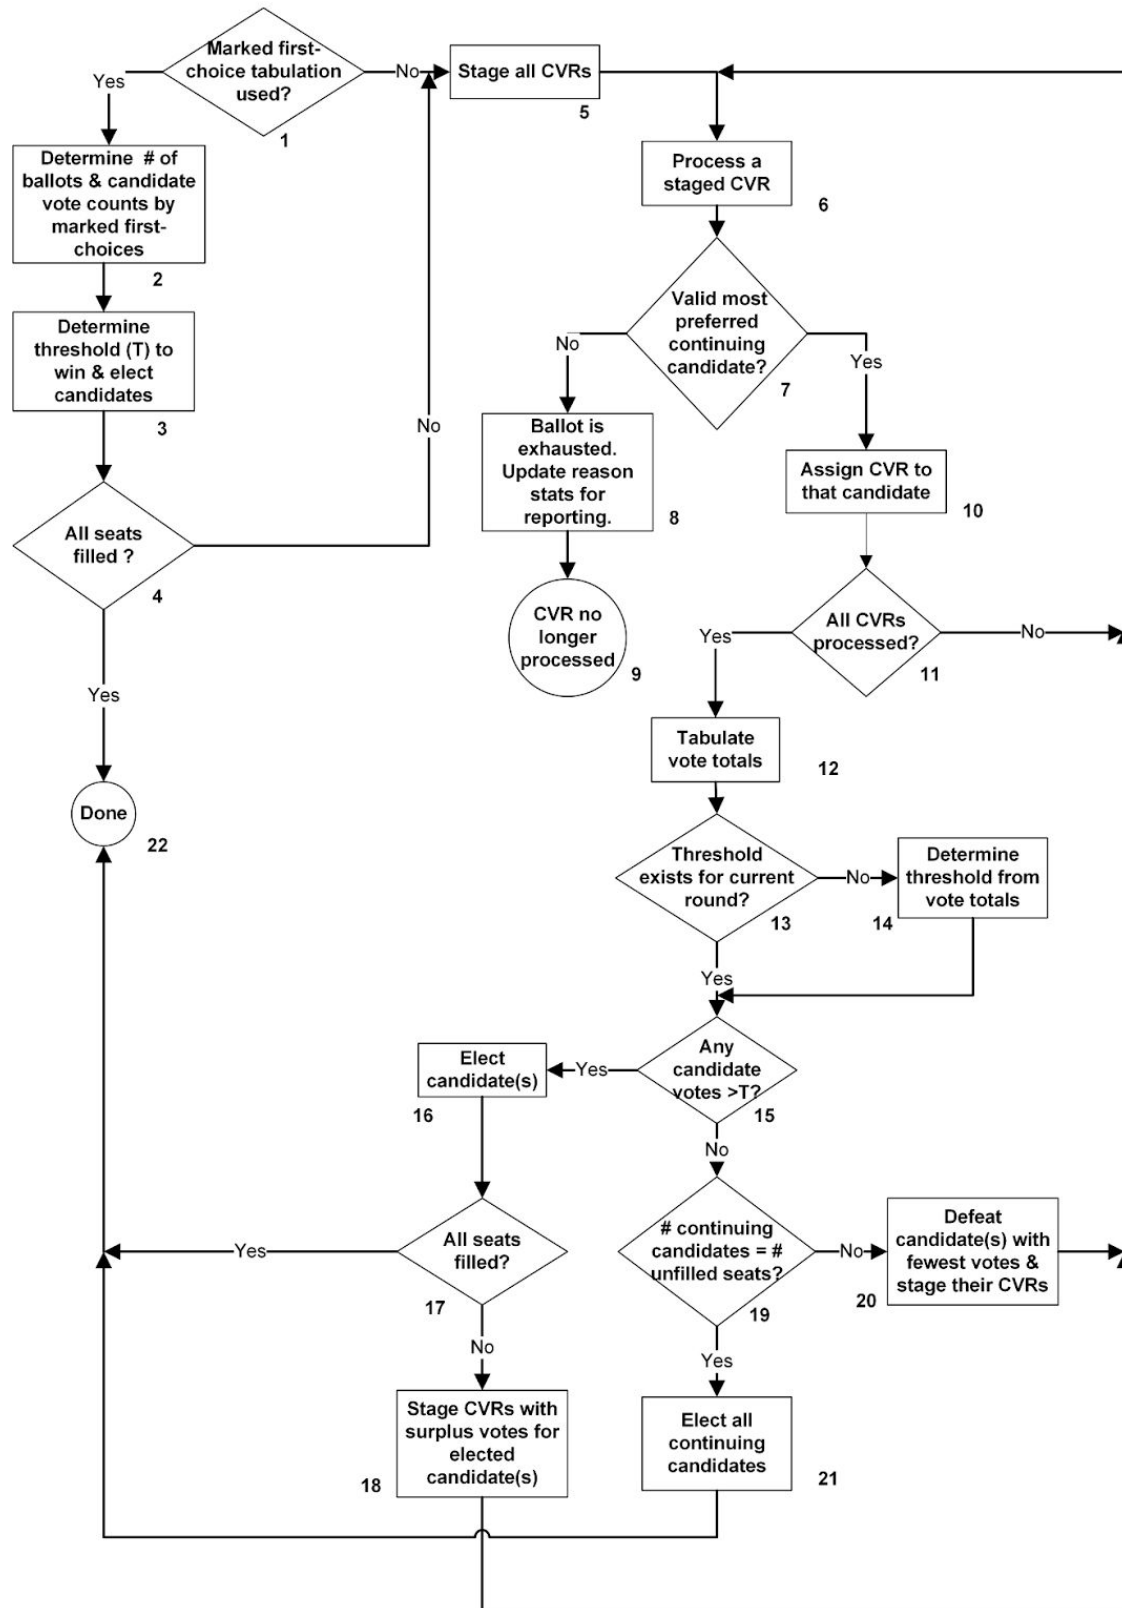 Marked first-
choice tabulation
used?
1
Yes
No
Stage all CVRs
5
Determine # of
ballots & candidate
vote counts by
marked first-
choices
2
Process a
staged CVR
6
Determine
threshold (T) to
win & elect
candidates
3
Valid most
preferred
continuing
candidate?
7
No
Yes
No
Ballot is
exhausted.
Update reason
stats for
reporting.
8
Assign CVR to
that candidate
10
All seats
filled ?
4
CVR no
longer
processed
9
All CVRs
processed?
11
Yes
No
Yes
Tabulate
vote totals
12
Done
22
Threshold
exists for current
round?
13
No
Determine
threshold from
vote totals
14
Yes
Any
candidate
votes >T?
15
Yes
Elect
candidate(s)
16
No
All seats
filled?
17
Yes
# continuing
candidates = #
unfilled seats?
19
No
Defeat
candidate(s) with
fewest votes &
stage their CVRs
20
No
Yes
Stage CVRs with
surplus votes for
elected
candidate(s)
18
Elect all
continuing
candidates
21